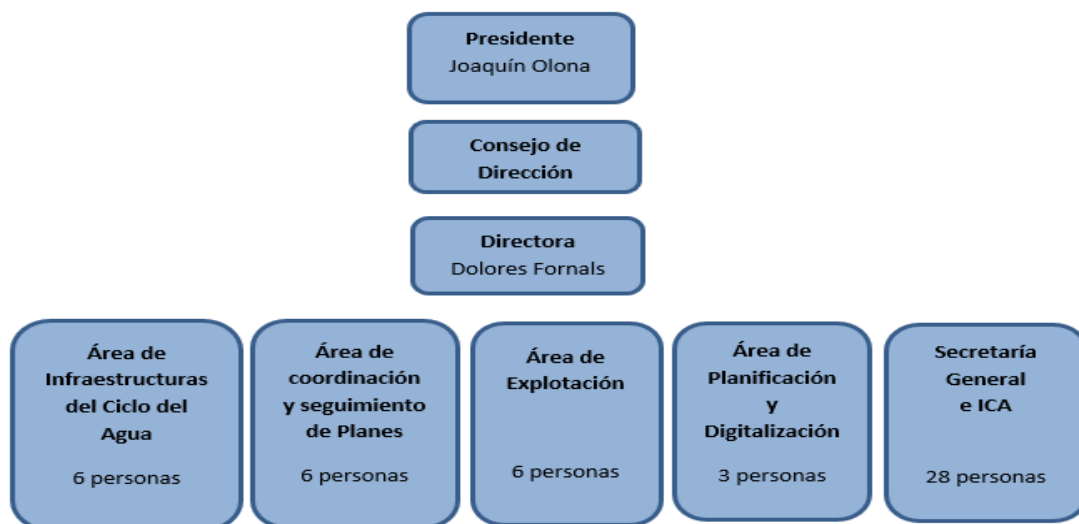 Presidente
Joaquín Olona
Consejo de
Dirección
Directora
Dolores Fornals
Área de
Infraestructuras
del Ciclo del
Agua
6 personas
Área de
coordinación
y seguimiento
de Planes
6 personas
Área de
Explotación
6 personas
Área de
Planificación
y
Digitalización
3 personas
Secretaría
General
e ICA
28 personas